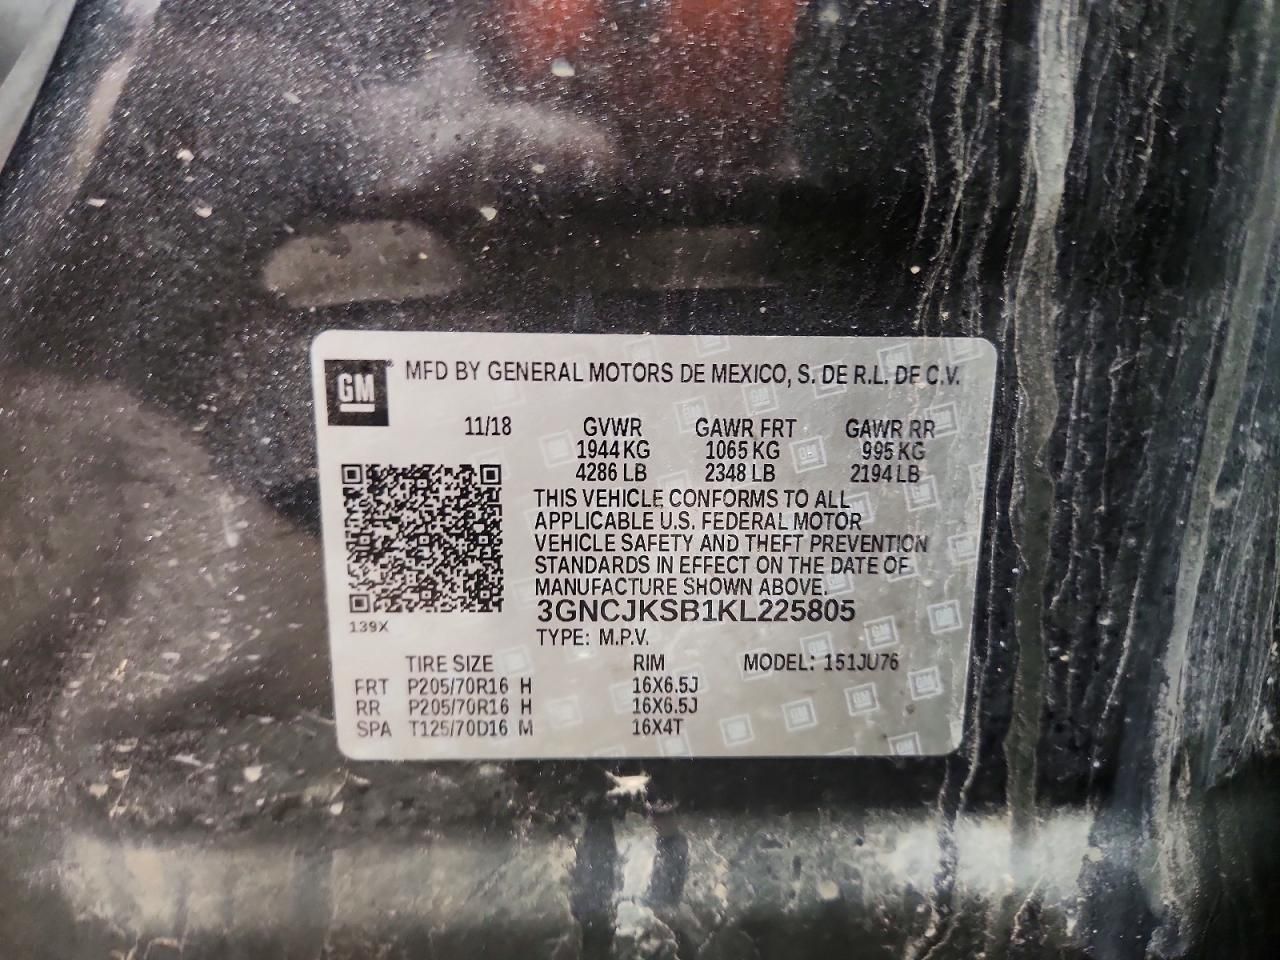 GM
MFD BY GENERAL MOTORS DE MEXICO, S. DE R.L. DE C.V.
11/18 GVWR GAWR FRT GAWR RR
1944 KG 1065 KG 995 KG
4286 LB 2348 LB 2194 LB
THIS VEHICLE CONFORMS TO ALL
APPLICABLE U.S. FEDERAL MOTOR
VEHICLE SAFETY AND THEFT PREVENTION
STANDARDS IN EFFECT ON THE DATE OF
MANUFACTURE SHOWN ABOVE.
3GNCJKSB1KL225805
139X
TYPE: M.P.V.
TIRE SIZE RIM MODEL: 151JU76
FRT P205/70R16 H 16X6.5J
RR P205/70R16 H 16X6.5J
SPA T125/70D16 M 16X4T